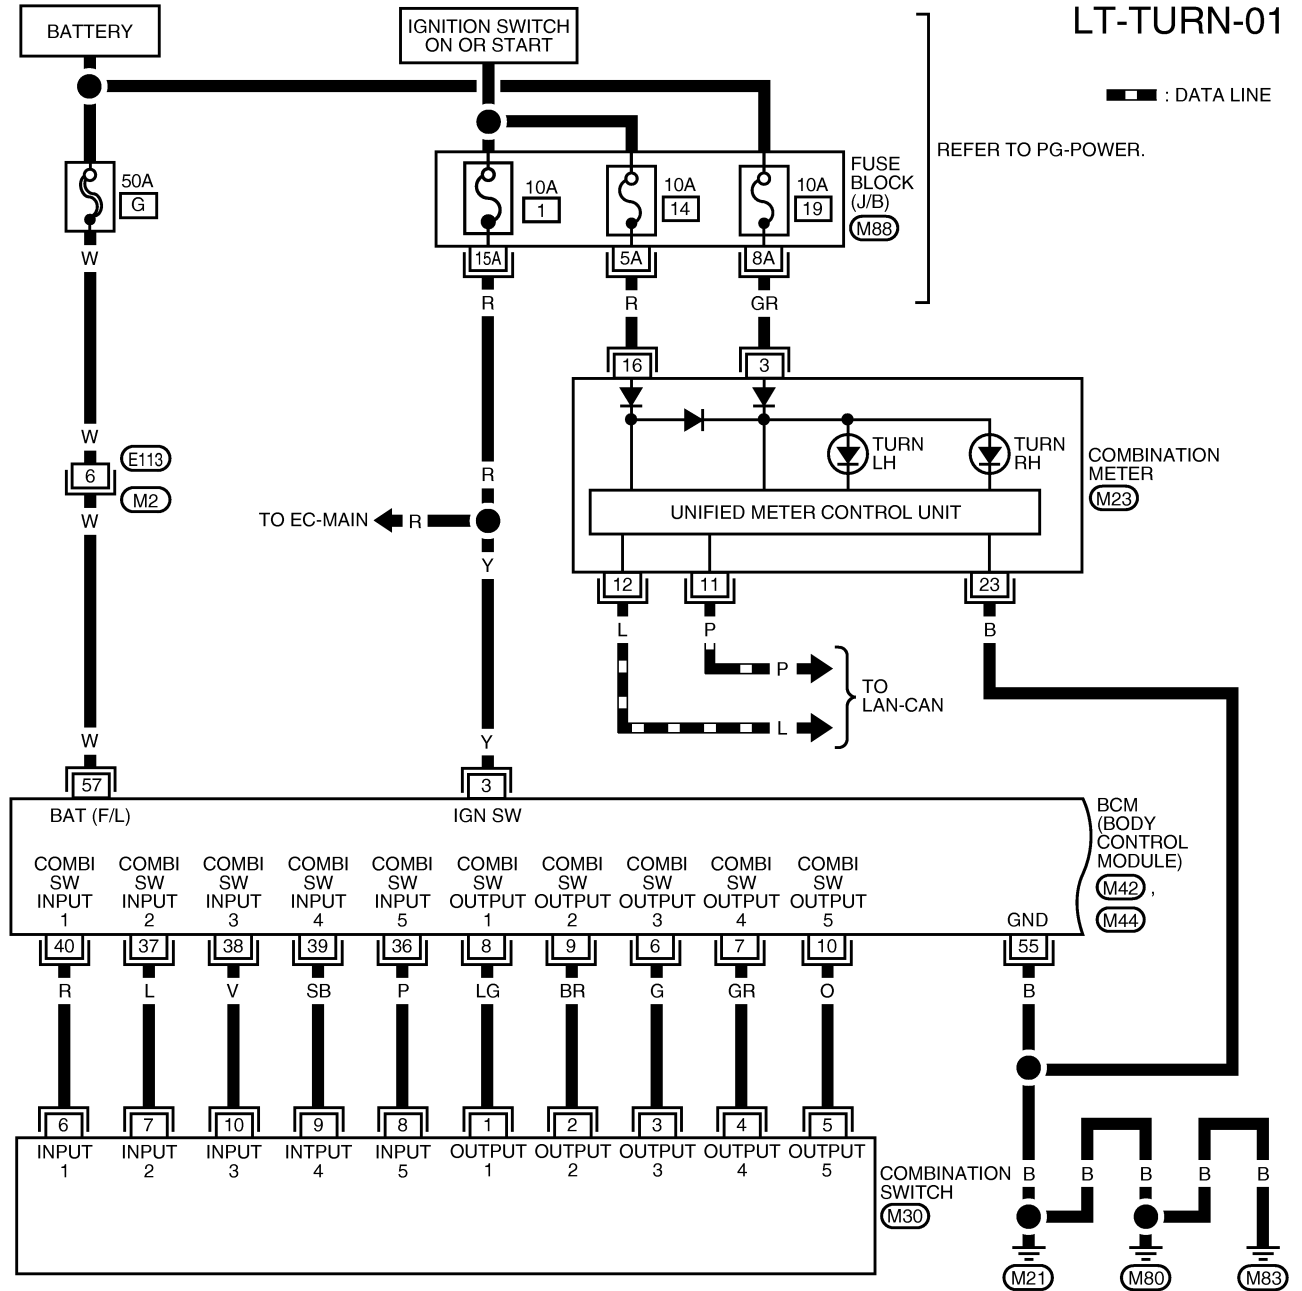 LT-TURN-01
BATTERY
IGNITION SWITCH
ON OR START
: DATA LINE
REFER TO PG-POWER.
50A
G
10A
1
10A
14
10A
19
FUSE
BLOCK
(J/B)
M88
15A
5A
8A
W
R
R
GR
16
3
W
6
E113
M2
W
R
TO EC-MAIN
R
Y
TURN
LH
TURN
RH
COMBINATION
METER
M23
UNIFIED METER CONTROL UNIT
12
11
23
L
P
B
P
L
TO
LAN-CAN
W
Y
57
3
BAT (F/L)
IGN SW
BCM
(BODY
CONTROL
MODULE)
M42 ,
M44
COMBI COMBI COMBI COMBI COMBI COMBI COMBI COMBI COMBI COMBI
SW SW SW SW SW SW SW SW SW SW
INPUT INPUT INPUT INPUT INPUT OUTPUT OUTPUT OUTPUT OUTPUT OUTPUT
1 2 3 4 5 1 2 3 4 5 GND
40 37 38 39 36 8 9 6 7 10 55
R L V SB P LG BR G GR O B
6 7 10 9 8 1 2 3 4 5
INPUT INPUT INPUT INTPUT INPUT OUTPUT OUTPUT OUTPUT OUTPUT OUTPUT
1 2 3 4 5 1 2 3 4 5
COMBINATION
SWITCH
M30
B B B B B
M21 M80 M83